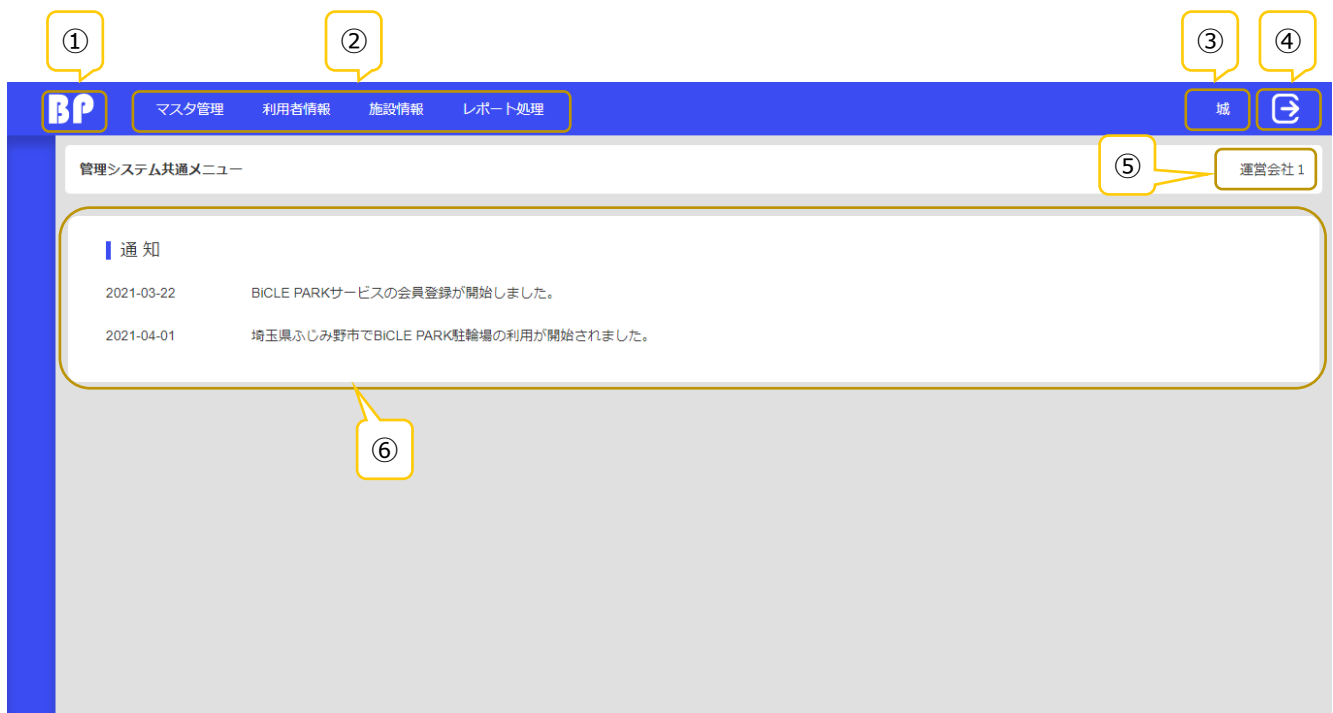 ① ② ③ ④
BP マスタ管理 利用者情報 施設情報 レポート処理 城
管理システム共通メニュー ⑤ 運営会社1
通知
2021-03-22 BiCLE PARKサービスの会員登録が開始しました。
2021-04-01 埼玉県ふじみ野市でBiCLE PARK駐輪場の利用が開始されました。
⑥